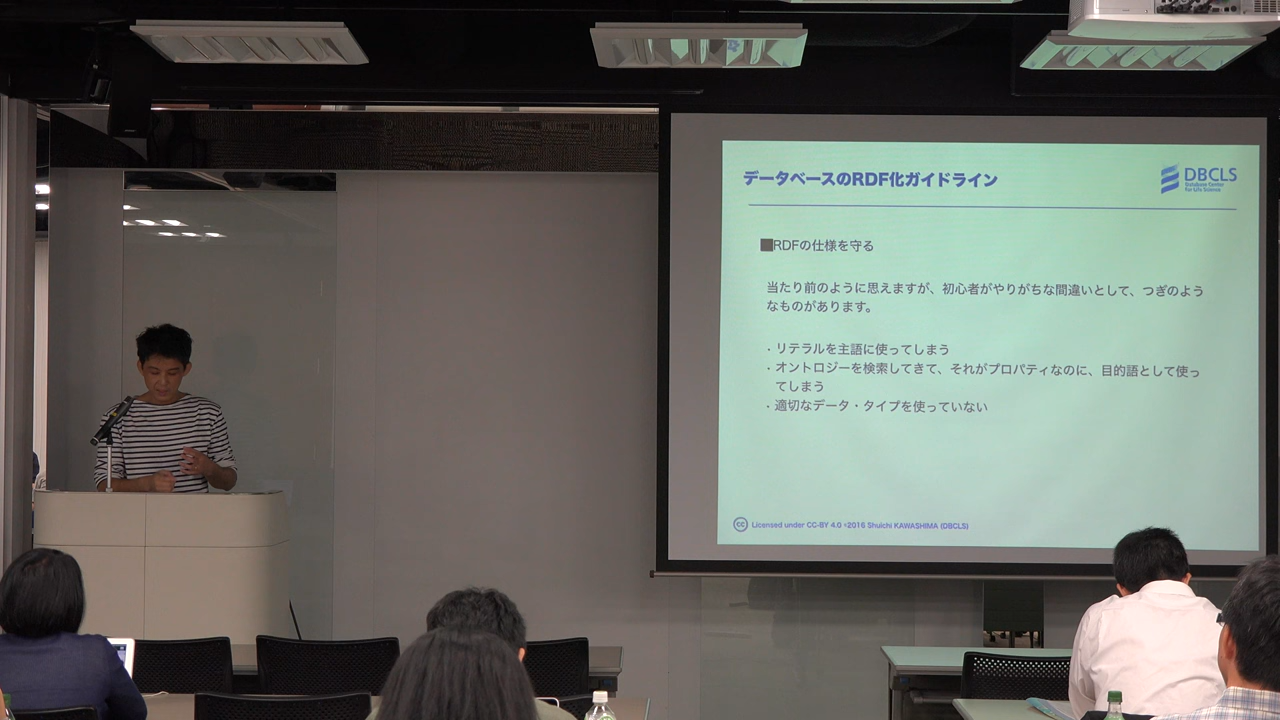 データベースのRDF化ガイドライン
DBCLS
Database Center
for Life Science
■RDFの仕様を守る
当たり前のように思えますが、初心者がやりがちな間違いとして、つぎのよう
なものがあります。
・リテラルを主語に使ってしまう
・オントロジーを検索してきて、それがプロパティなのに、目的語として使っ
てしまう
・適切なデータ・タイプを使っていない
cc Licensed under CC-BY 4.0 ©2016 Shuichi KAWASHIMA (DBCLS)